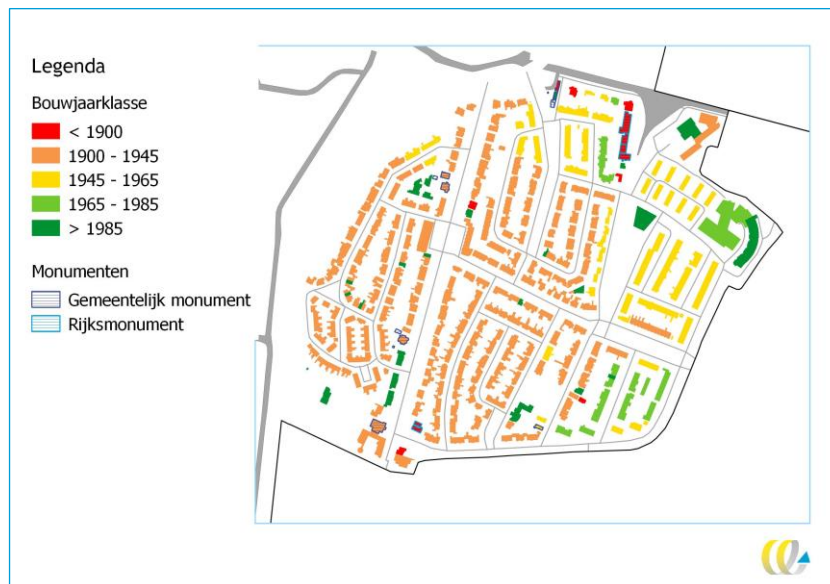 Legenda
Bouwjaarklasse
< 1900
1900 - 1945
1945 - 1965
1965 - 1985
> 1985
Monumenten
Gemeentelijk monument
Rijksmonument